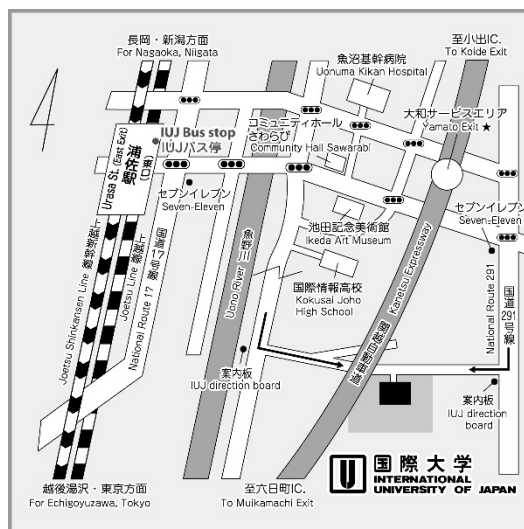 長岡・新潟方面
For Nagaoka, Niigata
至小出IC.
To Koide Exit
魚沼基幹病院
Uonuma Kikan Hospital
大和サービスエリア
Yamato Exit ★
コミュニティホール
さわらび
Community Hall Sawarabi
IUJ Bus stop
IUJバス停
浦佐駅
(東口)
Urasa St. (East Exit)
セブンイレブン
Seven-Eleven
セブンイレブン
Seven-Eleven
池田記念美術館
Ikeda Art Museum
国際情報高校
Kokusai Joho
High School
魚野川
Uono River
関越自動車道
Kanetsu Expressway
国道291号線
National Route 291
国道17号線
National Route 17
上越線
Joetsu Line
上越新幹線
Joetsu Shinkansen Line
案内板
IUJ direction
board
案内板
IUJ direction
board
越後湯沢・東京方面
For Echigoyuzawa, Tokyo
至六日町IC.
To Muikamachi Exit
国際大学
INTERNATIONAL
UNIVERSITY OF JAPAN